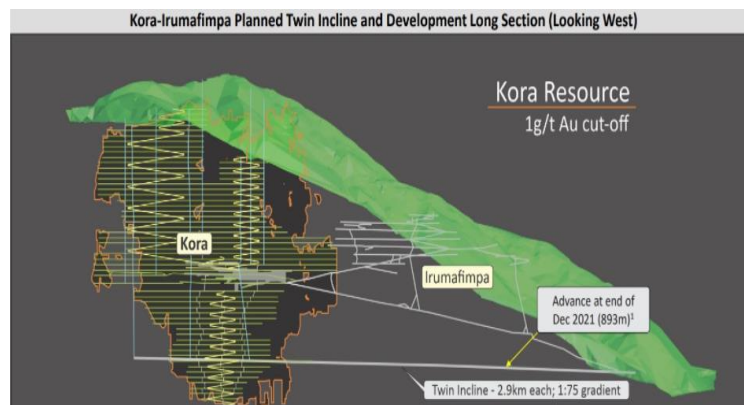 Kora-Irumafimpa Planned Twin Incline and Development Long Section (Looking West)
Kora Resource
1g/t Au cut-off
Kora
Irumafimpa
Advance at end of
Dec 2021 (893m)¹
Twin Incline - 2.9km each; 1:75 gradient